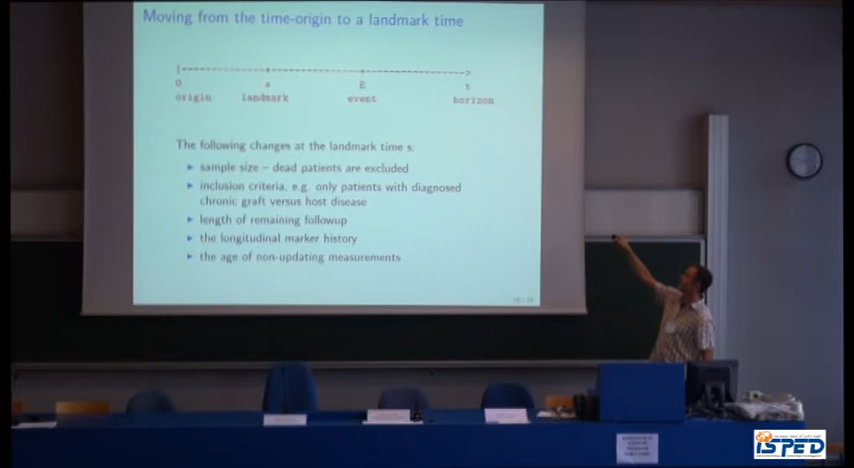 Moving from the time-origin to a landmark time
0 s E t
origin landmark event horizon
The following changes at the landmark time s:
sample size – dead patients are excluded
inclusion criteria, e.g. only patients with diagnosed
chronic graft versus host disease
length of remaining followup
the longitudinal marker history
the age of non-updating measurements
ISPED